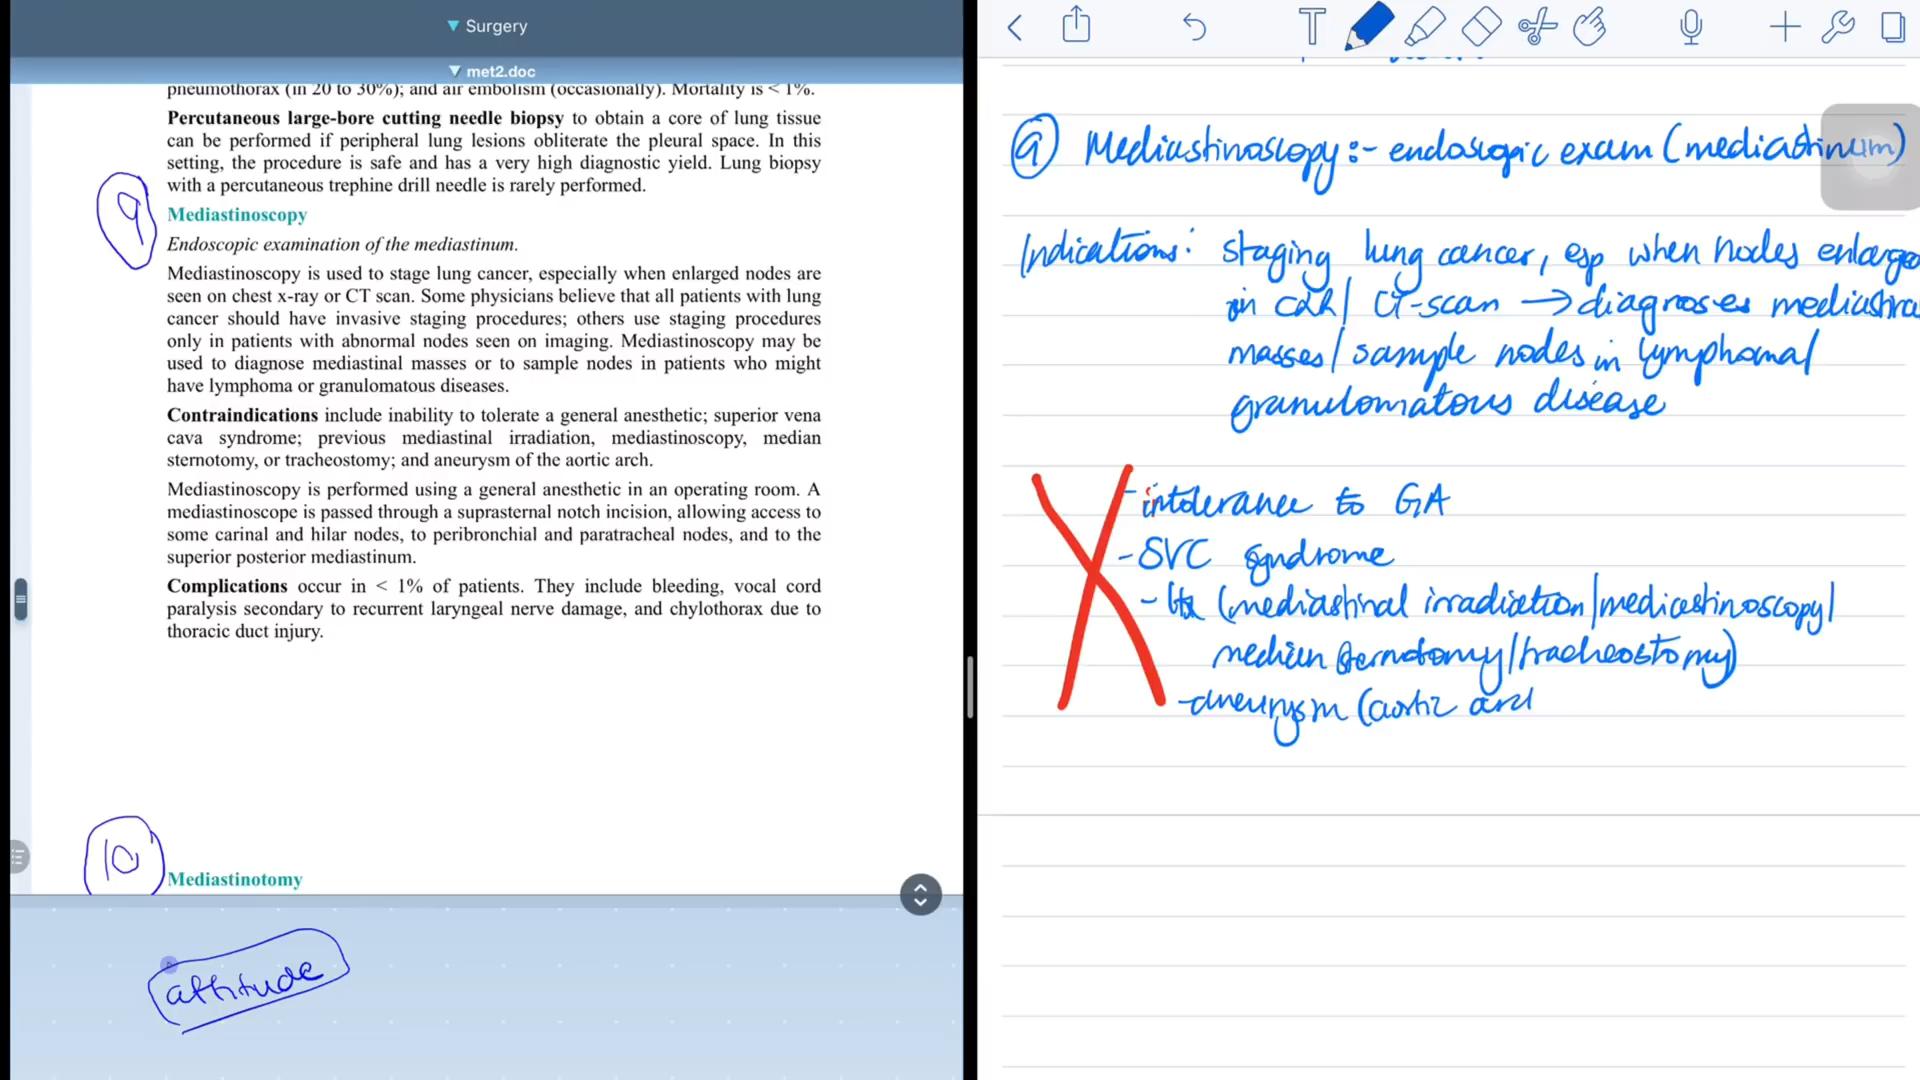 ▼ Surgery
▼ met2.doc
pneumothorax (in 20 to 30%); and air embolism (occasionally). Mortality is < 1%.
Percutaneous large-bore cutting needle biopsy to obtain a core of lung tissue
can be performed if peripheral lung lesions obliterate the pleural space. In this
setting, the procedure is safe and has a very high diagnostic yield. Lung biopsy
with a percutaneous trephine drill needle is rarely performed.
9
Mediastinoscopy
Endoscopic examination of the mediastinum.
Mediastinoscopy is used to stage lung cancer, especially when enlarged nodes are
seen on chest x-ray or CT scan. Some physicians believe that all patients with lung
cancer should have invasive staging procedures; others use staging procedures
only in patients with abnormal nodes seen on imaging. Mediastinoscopy may be
used to diagnose mediastinal masses or to sample nodes in patients who might
have lymphoma or granulomatous diseases.
Contraindications include inability to tolerate a general anesthetic; superior vena
cava syndrome; previous mediastinal irradiation, mediastinoscopy, median
sternotomy, or tracheostomy; and aneurysm of the aortic arch.
Mediastinoscopy is performed using a general anesthetic in an operating room. A
mediastinoscope is passed through a suprasternal notch incision, allowing access to
some carinal and hilar nodes, to peribronchial and paratracheal nodes, and to the
superior posterior mediastinum.
Complications occur in < 1% of patients. They include bleeding, vocal cord
paralysis secondary to recurrent laryngeal nerve damage, and chylothorax due to
thoracic duct injury.
10
Mediastinotomy
attitude
T
9 Mediastinoscopy :- endoscopic exam (mediastinum)
Indications: staging lung cancer, esp when nodes enlarge
in CXR/ CT-scan → diagnoses mediastina
masses/ sample nodes in lymphoma/
granulomatous disease
- intolerance to GA
- SVC syndrome
- Hx (mediastinal irradiation/mediastinoscopy/
median sternotomy/tracheostomy)
- aneurysm (aortic arch